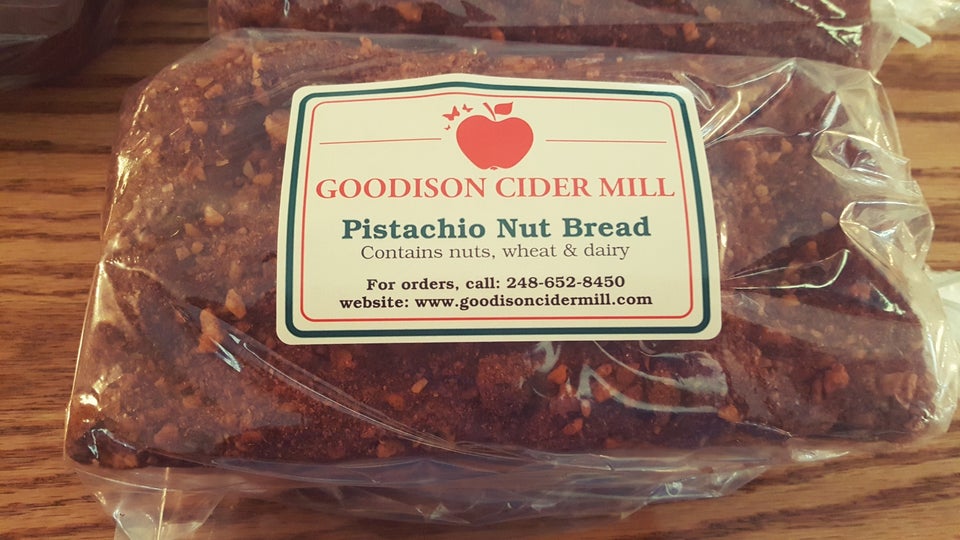 GOODISON CIDER MILL
Pistachio Nut Bread
Contains nuts, wheat & dairy
For orders, call: 248-652-8450
website: www.goodisoncidermill.com